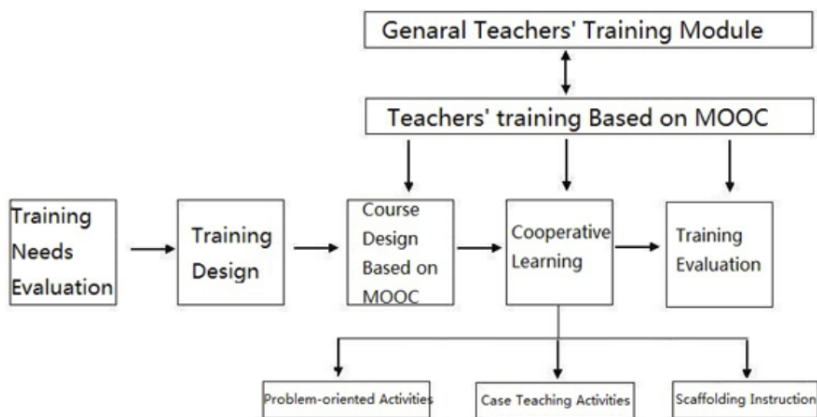 Genaral Teachers' Training Module
Teachers' training Based on MOOC
Training
Needs
Evaluation
Training
Design
Course
Design
Based on
MOOC
Cooperative
Learning
Training
Evaluation
Problem-oriented Activities
Case Teaching Activities
Scaffolding Instruction